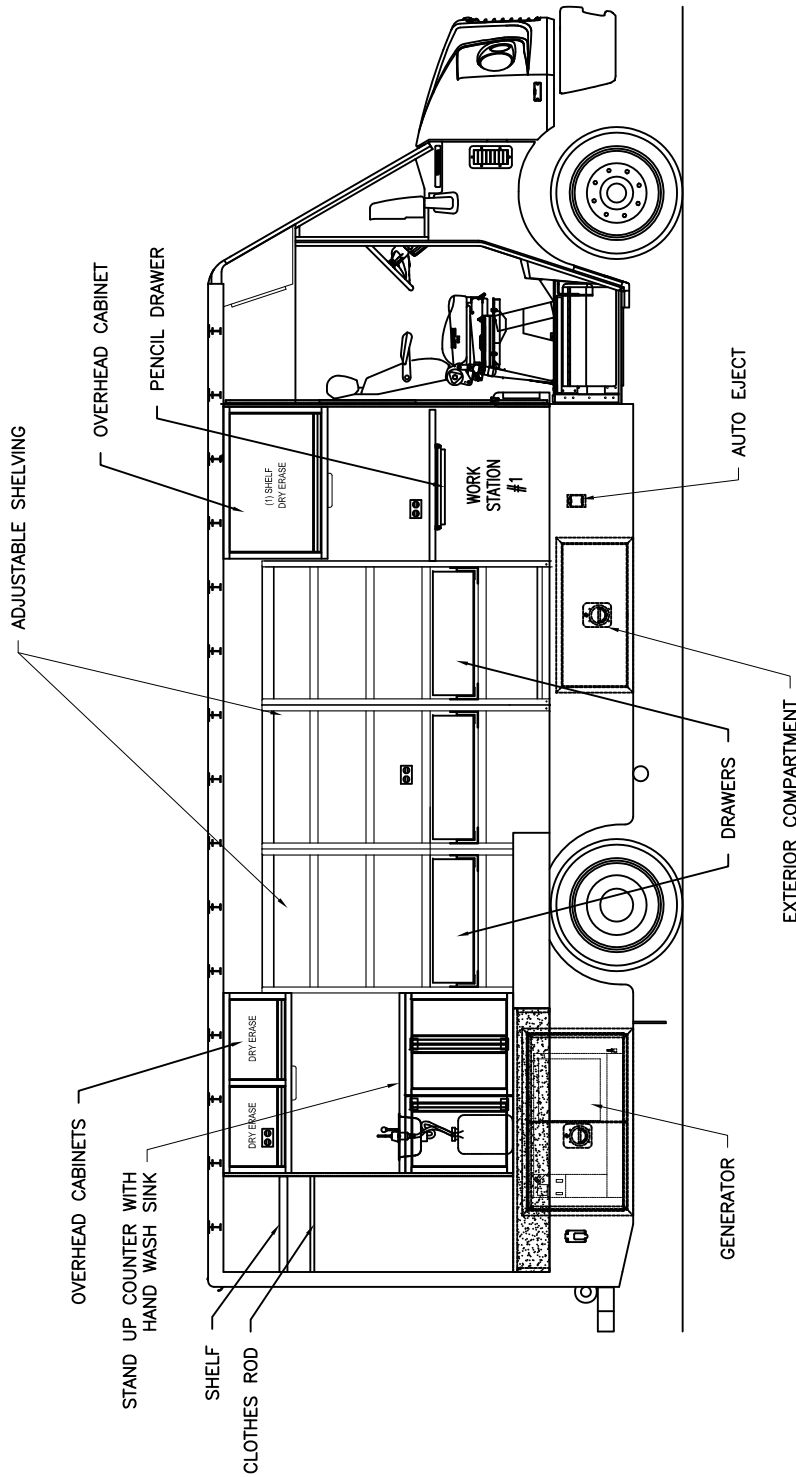 ADJUSTABLE SHELVING
OVERHEAD CABINET
PENCIL DRAWER
OVERHEAD CABINETS
STAND UP COUNTER WITH
HAND WASH SINK
SHELF
CLOTHES ROD
DRY ERASE
DRY ERASE
(1) SHELF
DRY ERASE
WORK
STATION
#1
AUTO EJECT
DRAWERS
EXTERIOR COMPARTMENT
GENERATOR